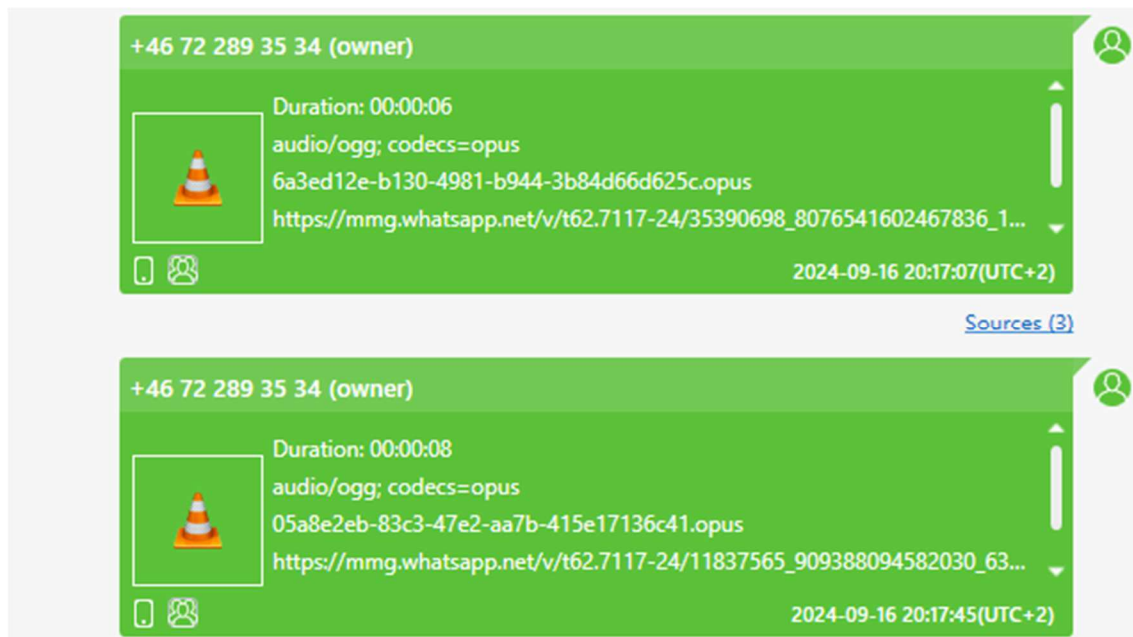 +46 72 289 35 34 (owner)
Duration: 00:00:06
audio/ogg; codecs=opus
6a3ed12e-b130-4981-b944-3b84d66d625c.opus
https://mmg.whatsapp.net/v/t62.7117-24/35390698_8076541602467836_1...
2024-09-16 20:17:07(UTC+2)
Sources (3)
+46 72 289 35 34 (owner)
Duration: 00:00:08
audio/ogg; codecs=opus
05a8e2eb-83c3-47e2-aa7b-415e17136c41.opus
https://mmg.whatsapp.net/v/t62.7117-24/11837565_909388094582030_63...
2024-09-16 20:17:45(UTC+2)